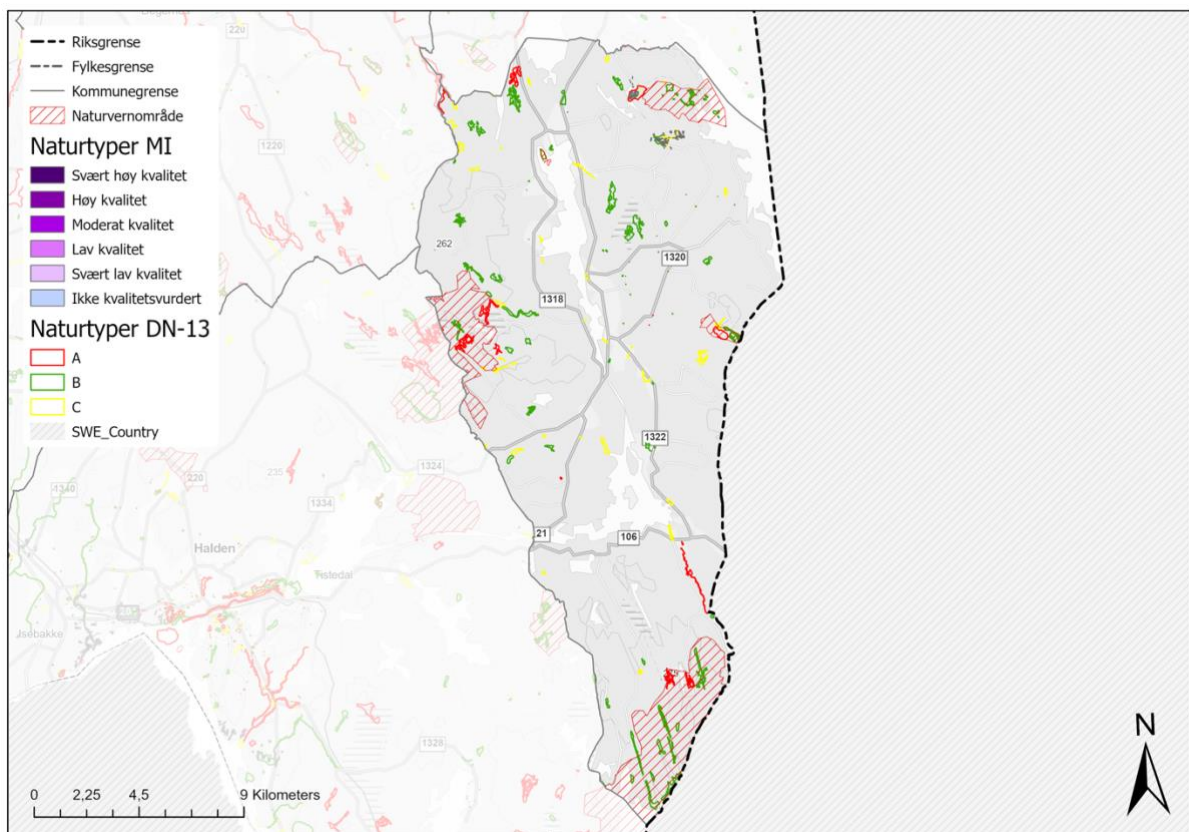 Riksgrense
Fylkesgrense
Kommunegrense
Naturvernområde
Naturtyper MI
Svært høy kvalitet
Høy kvalitet
Moderat kvalitet
Lav kvalitet
Svært lav kvalitet
Ikke kvalitetsvurdert
Naturtyper DN-13
A
B
C
SWE_Country
220
1220
262
1320
1318
1322
1324
235
220
1340
1334
21
106
Halden
Tistedal
Isebakke
1328
N
0 2,25 4,5 9 Kilometers